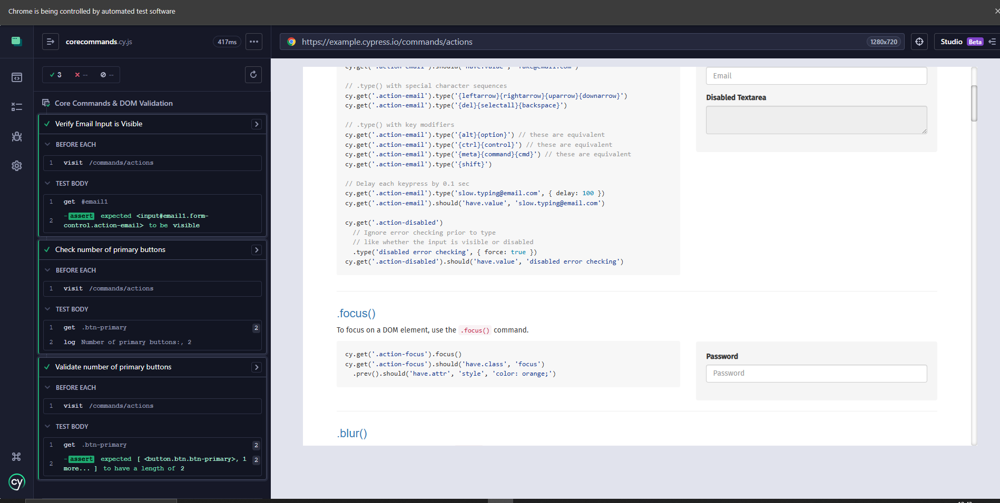 Chrome is being controlled by automated test software
corecommands.cy.js
417ms
https://example.cypress.io/commands/actions
1280x720
Studio Beta
3 -- --
Core Commands & DOM Validation
Verify Email Input is Visible
BEFORE EACH
1 visit /commands/actions
TEST BODY
1 get #email1
2 -assert expected <input#email1.form-
control.action-email> to be visible
Check number of primary buttons
BEFORE EACH
1 visit /commands/actions
TEST BODY
1 get .btn-primary 2
2 log Number of primary buttons:, 2
Validate number of primary buttons
BEFORE EACH
1 visit /commands/actions
TEST BODY
1 get .btn-primary 2
2 -assert expected [ <button.btn.btn-primary>, 1 2
more... ] to have a length of 2
cy
cy.get('.action-email').should('have.value', 'fake@email.com')
// .type() with special character sequences
cy.get('.action-email').type('{leftarrow}{rightarrow}{uparrow}{downarrow}')
cy.get('.action-email').type('{del}{selectall}{backspace}')
// .type() with key modifiers
cy.get('.action-email').type('{alt}{option}') // these are equivalent
cy.get('.action-email').type('{ctrl}{control}') // these are equivalent
cy.get('.action-email').type('{meta}{command}{cmd}') // these are equivalent
cy.get('.action-email').type('{shift}')
// Delay each keypress by 0.1 sec
cy.get('.action-email').type('slow.typing@email.com', { delay: 100 })
cy.get('.action-email').should('have.value', 'slow.typing@email.com')
cy.get('.action-disabled')
// Ignore error checking prior to type
// like whether the input is visible or disabled
.type('disabled error checking', { force: true })
cy.get('.action-disabled').should('have.value', 'disabled error checking')
Email
Disabled Textarea
.focus()
To focus on a DOM element, use the .focus() command.
cy.get('.action-focus').focus()
cy.get('.action-focus').should('have.class', 'focus')
.prev().should('have.attr', 'style', 'color: orange;')
Password
Password
.blur()